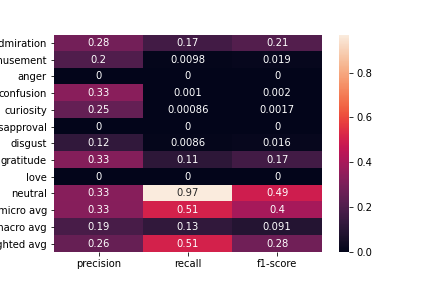 dmiration 0.28 0.17 0.21
musement 0.2 0.0098 0.019
anger 0 0 0
confusion 0.33 0.001 0.002
curiosity 0.25 0.00086 0.0017
sapproval 0 0 0
disgust 0.12 0.0086 0.016
gratitude 0.33 0.11 0.17
love 0 0 0
neutral 0.33 0.97 0.49
micro avg 0.33 0.51 0.4
macro avg 0.19 0.13 0.091
ghted avg 0.26 0.51 0.28
precision recall f1-score
0.8
0.6
0.4
0.2
0.0